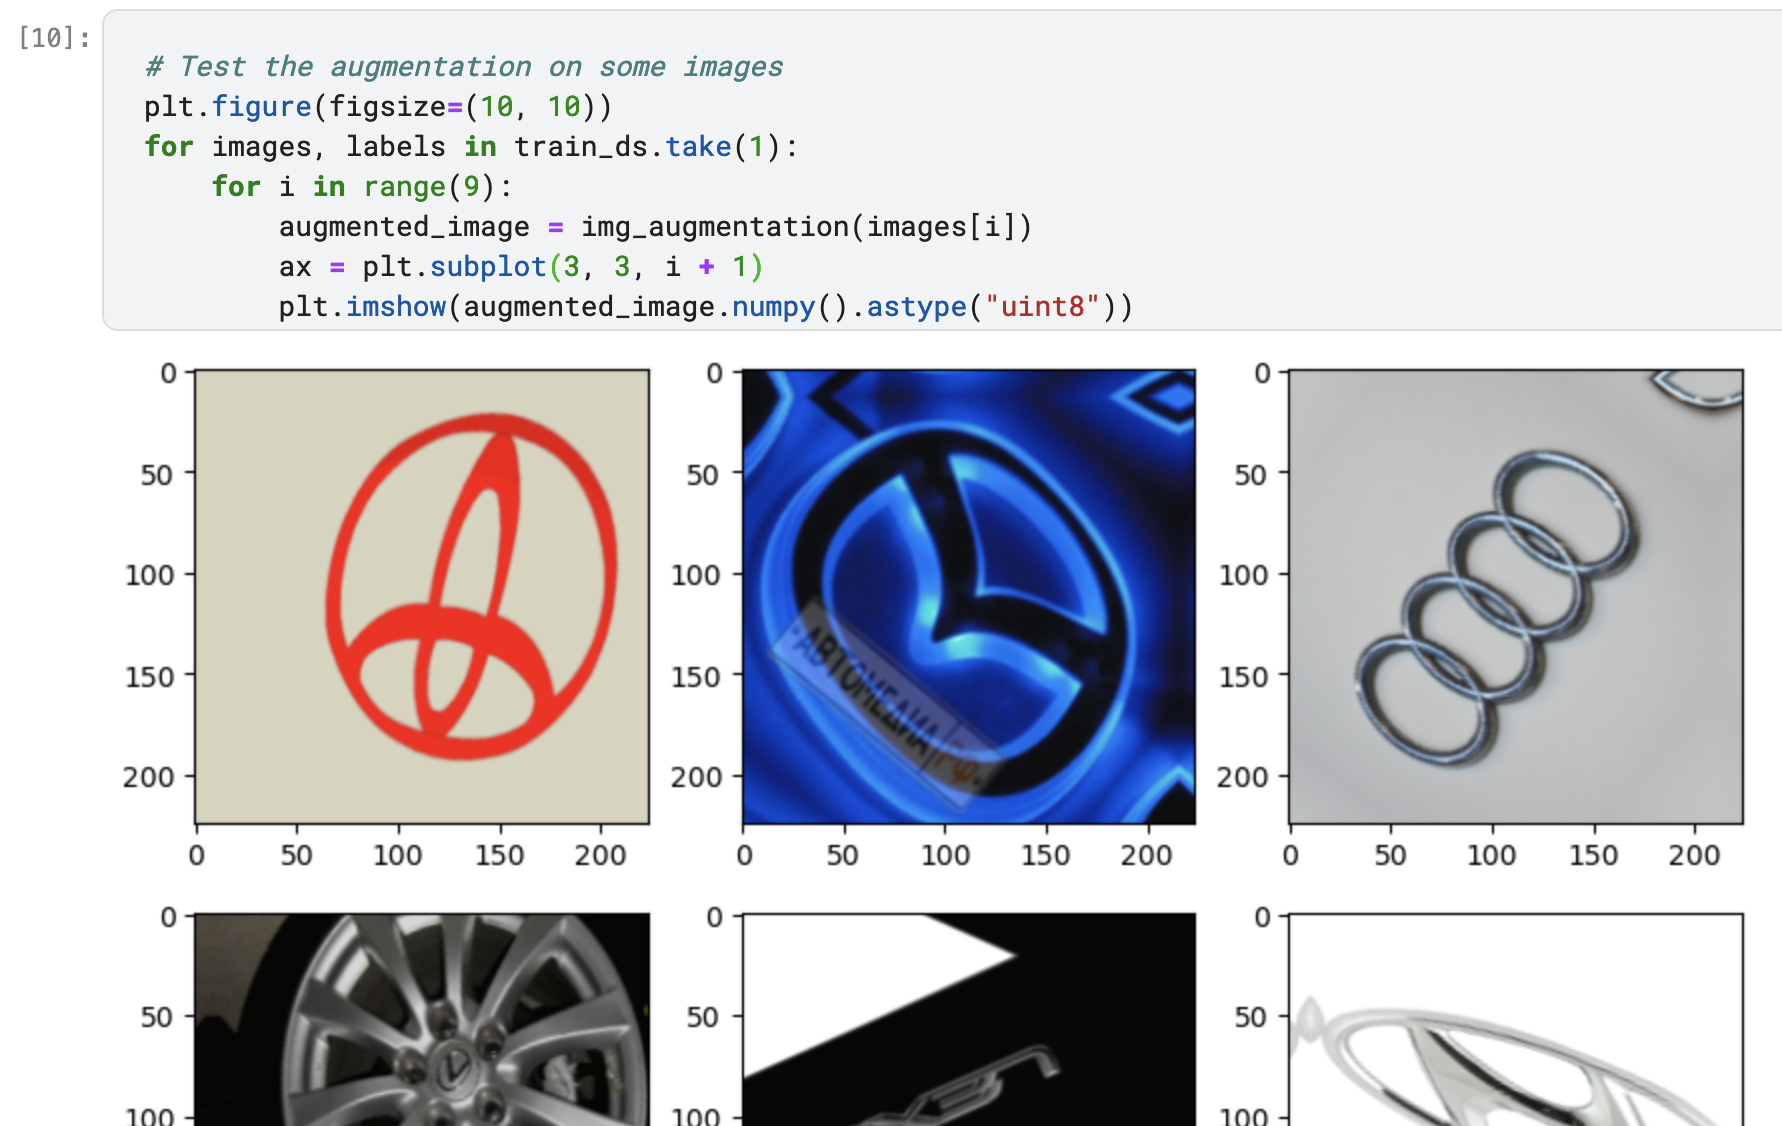 [10]:
# Test the augmentation on some images
plt.figure(figsize=(10, 10))
for images, labels in train_ds.take(1):
    for i in range(9):
        augmented_image = img_augmentation(images[i])
        ax = plt.subplot(3, 3, i + 1)
        plt.imshow(augmented_image.numpy().astype("uint8"))
0
50
100
150
200
0 50 100 150 200
0
50
100
150
200
АВТОМЕДИА|РФ
0 50 100 150 200
0
50
100
150
200
0 50 100 150 200
0
50
100
0
50
100
0
50
100